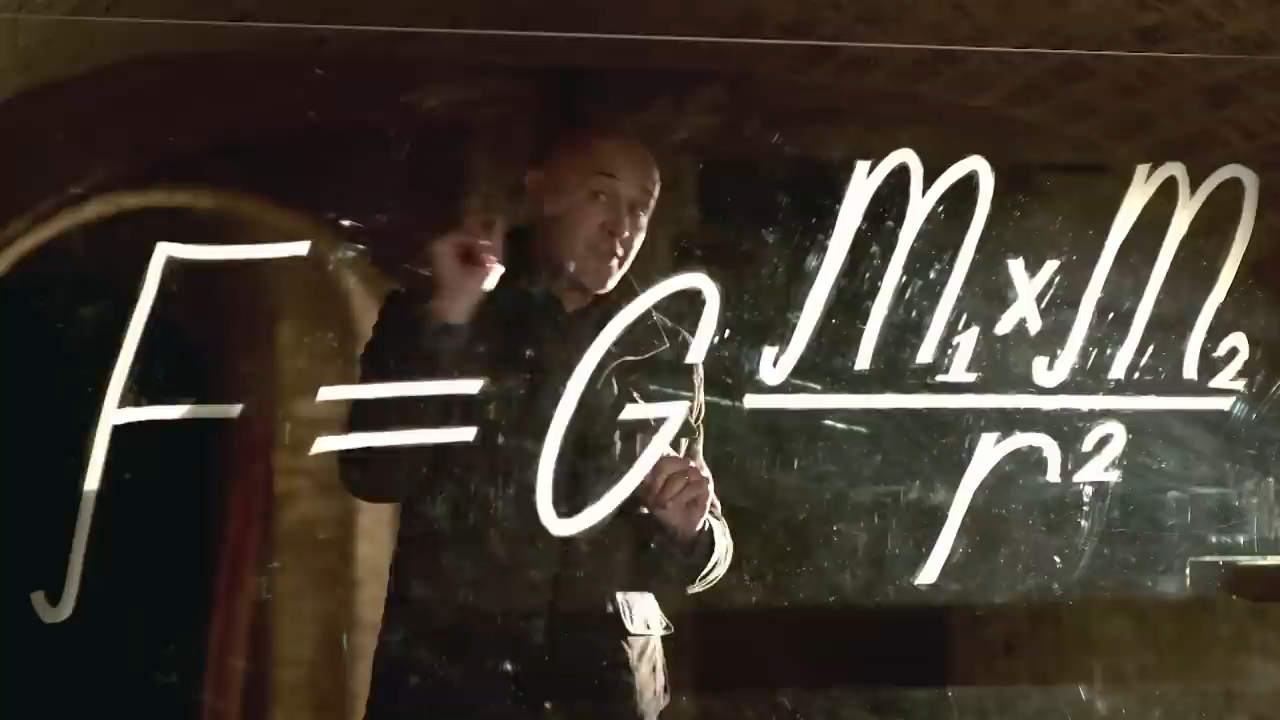 F = G M₁ x M₂ / r²